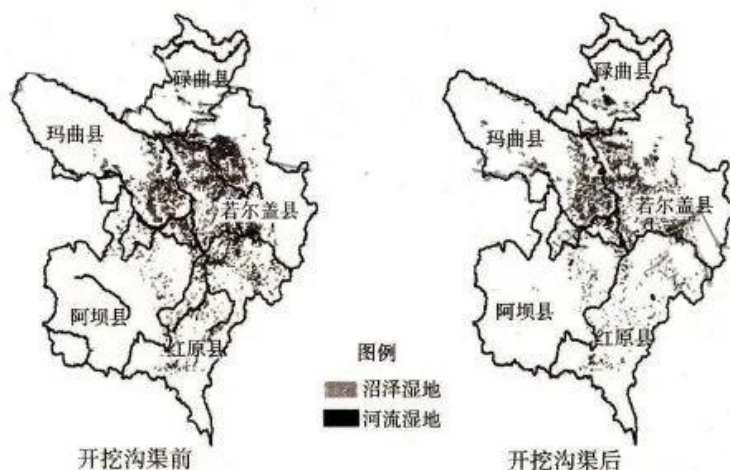 碌曲县
玛曲县
若尔盖县
阿坝县
红原县
开挖沟渠前
碌曲县
玛曲县
若尔盖县
阿坝县
红原县
图例
沼泽湿地
河流湿地
开挖沟渠后